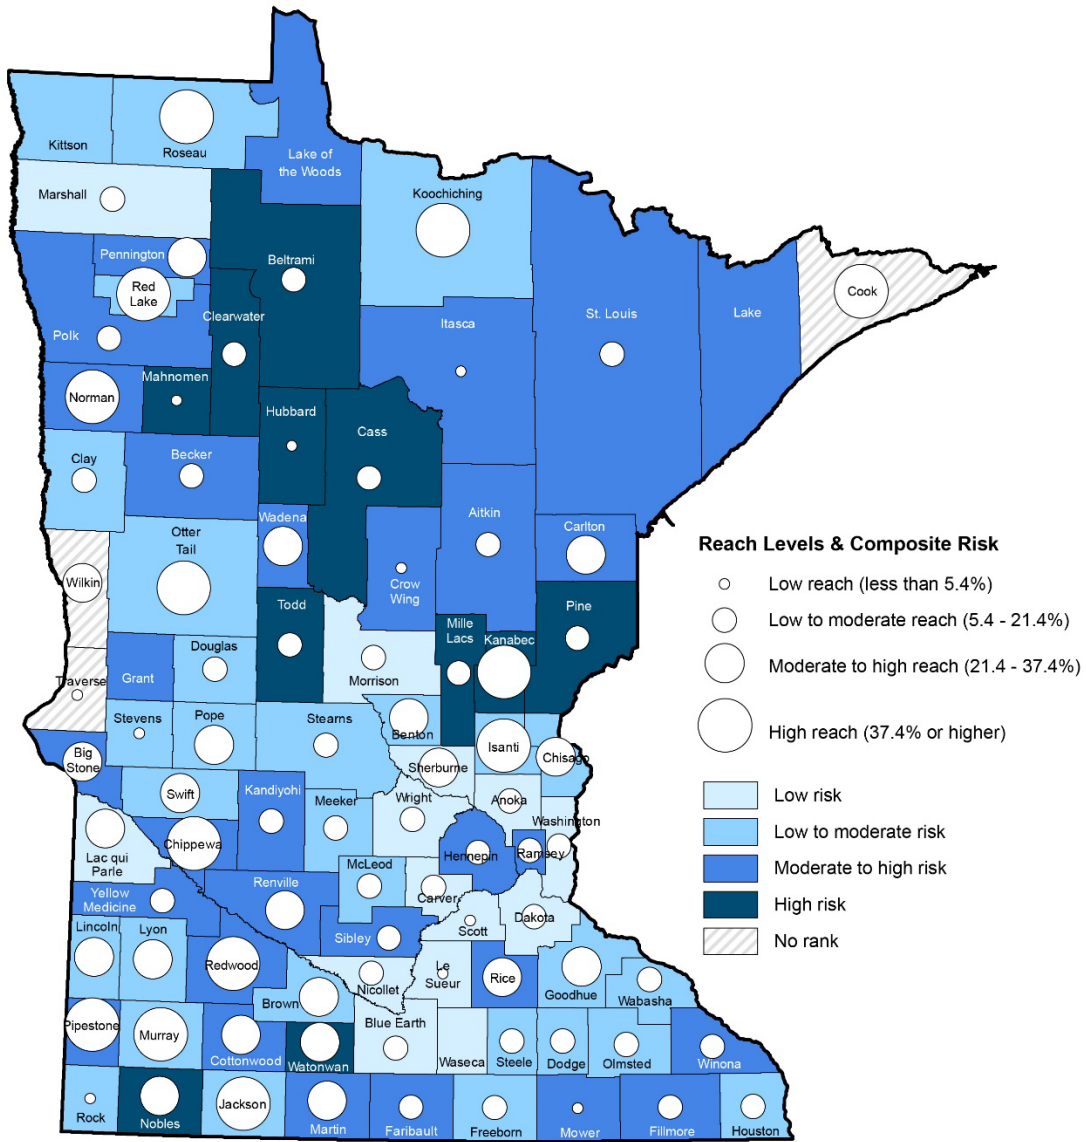 Kittson
Roseau
Lake of
the Woods
Marshall
Koochiching
Pennington
Beltrami
Red
Lake
Cook
Clearwater
Polk
Itasca
St. Louis
Lake
Mahnomen
Norman
Hubbard
Cass
Clay
Becker
Wadena
Aitkin
Carlton
Otter
Tail
Wilkin
Crow
Wing
Todd
Pine
Mille
Lacs
Kanabec
Douglas
Traverse
Grant
Morrison
Stevens
Pope
Stearns
Benton
Isanti
Chisago
Big
Stone
Sherburne
Swift
Kandiyohi
Meeker
Wright
Anoka
Washington
Chippewa
Lac qui
Parle
Hennepin
Ramsey
McLeod
Renville
Carver
Yellow
Medicine
Scott
Dakota
Lincoln
Lyon
Sibley
Redwood
Le
Sueur
Rice
Nicollet
Goodhue
Wabasha
Brown
Pipestone
Murray
Blue Earth
Cottonwood
Watonwan
Waseca
Steele
Dodge
Olmsted
Winona
Rock
Nobles
Jackson
Martin
Faribault
Freeborn
Mower
Fillmore
Houston
Reach Levels & Composite Risk
Low reach (less than 5.4%)
Low to moderate reach (5.4 - 21.4%)
Moderate to high reach (21.4 - 37.4%)
High reach (37.4% or higher)
Low risk
Low to moderate risk
Moderate to high risk
High risk
No rank